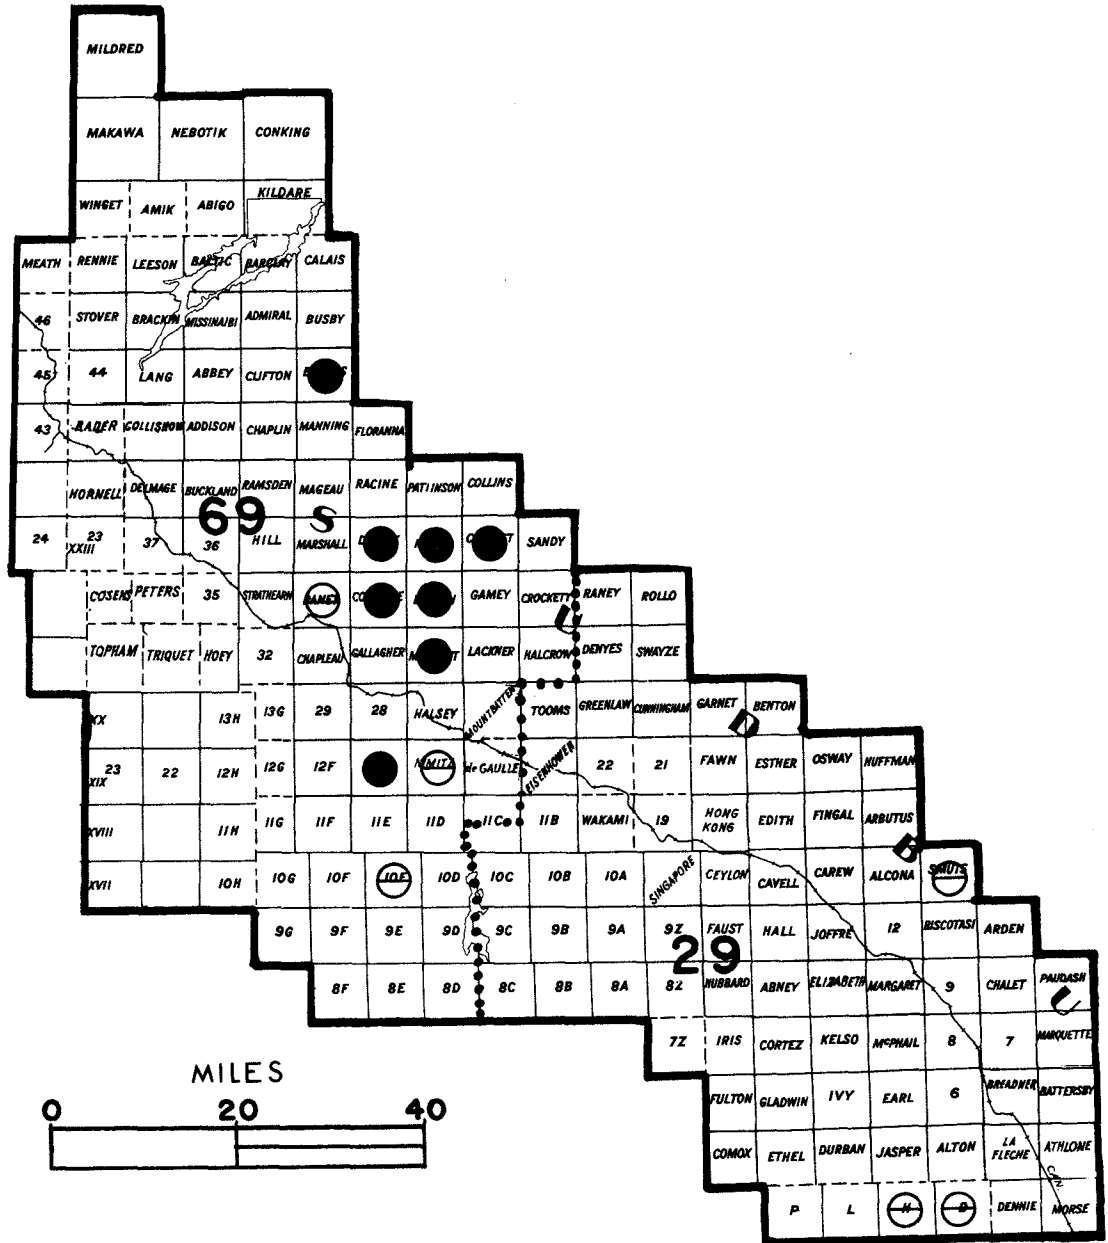 MILDRED
MAKAWA NEBOTIK CONKING
KILDARE
WINGET AMIK ABIGO
MEATH RENNIE LEESON BALTIC BARCLAY CALAIS
46 STOVER BRACKIN MISSINAIBI ADMIRAL BUSBY
45 44 LANG ABBEY CLIFTON
43 RADER COLLISHOW ADDISON CHAPLIN MANNING FLORANNA
HORNELL DELMAGE BUCKLAND RAMSDEN MAGEAU RACINE PATTINSON COLLINS
69 S
24 23 XXIII 37 36 HILL MARSHALL SANDY
COSENS PETERS 35 STRATHEARN GAMEY CROCKETT RANEY ROLLO
TOPHAM TRIQUET HOEY 32 CHAPLEAU GALLAGHER LACKNER HALCROW DENYES SWAYZE
XX 13H 13G 29 28 HALSEY MOUNTBATTEN TOOMS GREENLAW CUNNINGHAM GARNET BENTON
D
23 XIX 22 12H 12G 12F NIMITZ de GAULLE EISENHOWER 22 21 FAWN ESTHER OSWAY HUFFMAN
XVIII 11H 11G 11F 11E 11D 11C 11B WAKAMI 19 HONG KONG EDITH FINGAL ARBUTUS
B
XVII 10H 10G 10F 10E 10D 10C 10B 10A SINGAPORE CEYLON CAVELL CAREW ALCONA SMUTS
9G 9F 9E 9D 9C 9B 9A 9Z FAUST HALL JOFFRE 12 BISCOTASI ARDEN
29
8F 8E 8D 8C 8B 8A 8Z HUBBARD ABNEY ELIZABETH MARGARET 9 CHALET PAUDASH
7Z IRIS CORTEZ KELSO McPHAIL 8 7 MARQUETTE
FULTON GLADWIN IVY EARL 6 BREADNER BATTERSBY
COMOX ETHEL DURBAN JASPER ALTON LA FLECHE ATHLONE
CAN.
P L H D DENNIE MORSE
MILES
0 20 40